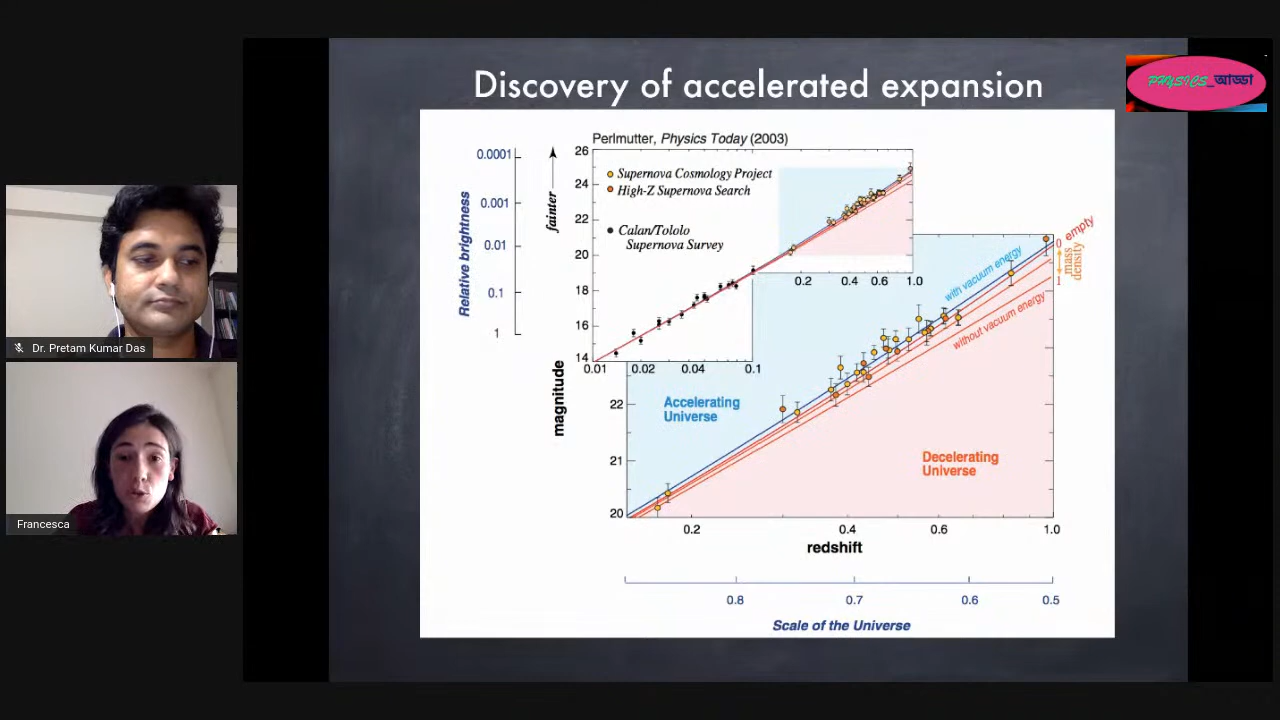 Discovery of accelerated expansion
PHYSICS_আড্ডা
Perlmutter, Physics Today (2003)
0.0001
0.001
0.01
0.1
1
Relative brightness
fainter
26
24
22
20
18
16
14
Supernova Cosmology Project
High-Z Supernova Search
Calan/Tololo
Supernova Survey
0.2
0.4
0.6
1.0
0.01
0.02
0.04
0.1
magnitude
empty
0
mass
density
1
with vacuum energy
without vacuum energy
Accelerating
Universe
Decelerating
Universe
22
21
20
0.2
0.4
0.6
1.0
redshift
0.8
0.7
0.6
0.5
Scale of the Universe
Dr. Pretam Kumar Das
Francesca